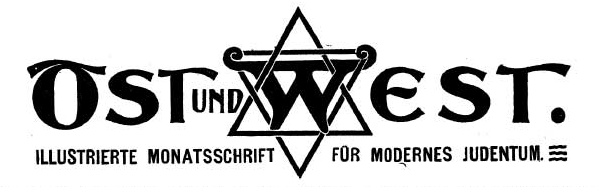 OST UND WEST.
ILLUSTRIERTE MONATSSCHRIFT FÜR MODERNES JUDENTUM.